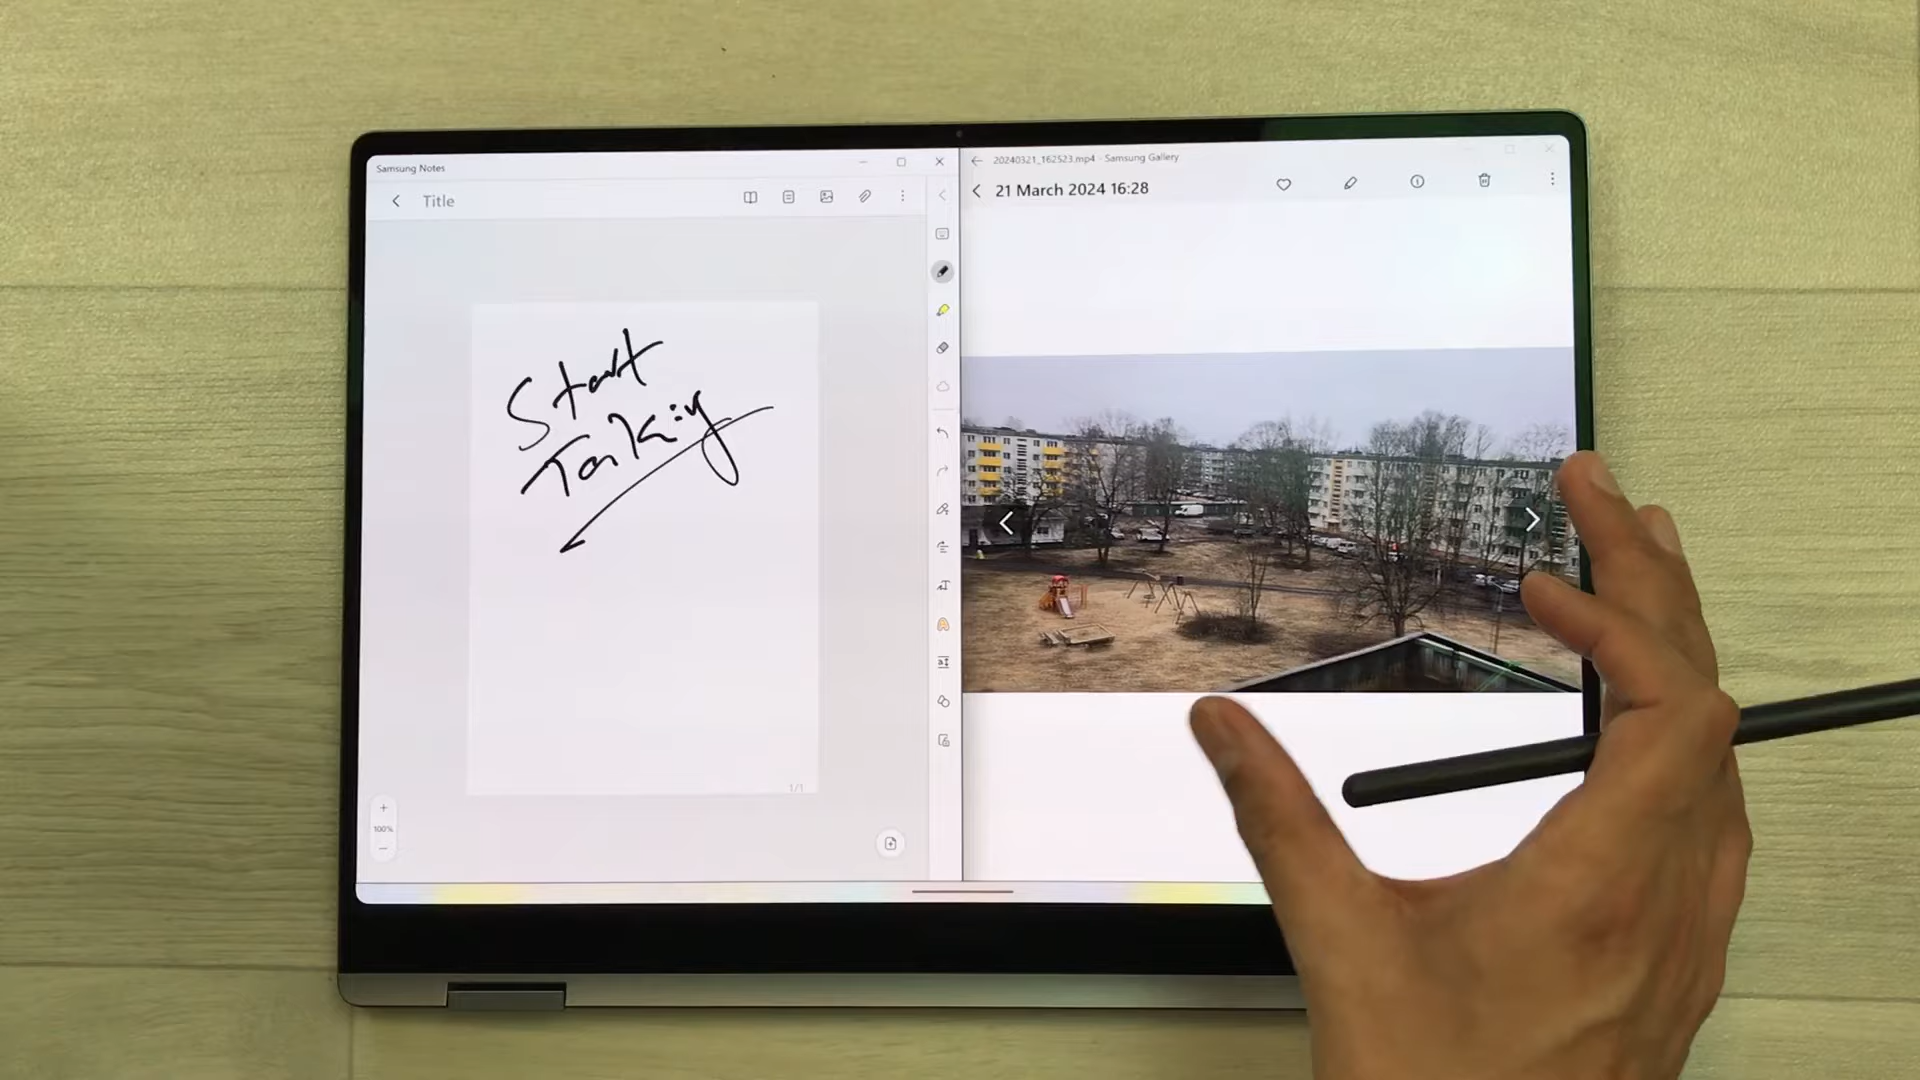 Samsung Notes
Title
Start
Talking
1/1
100%
20240321_162523.mp4 - Samsung Gallery
21 March 2024 16:28